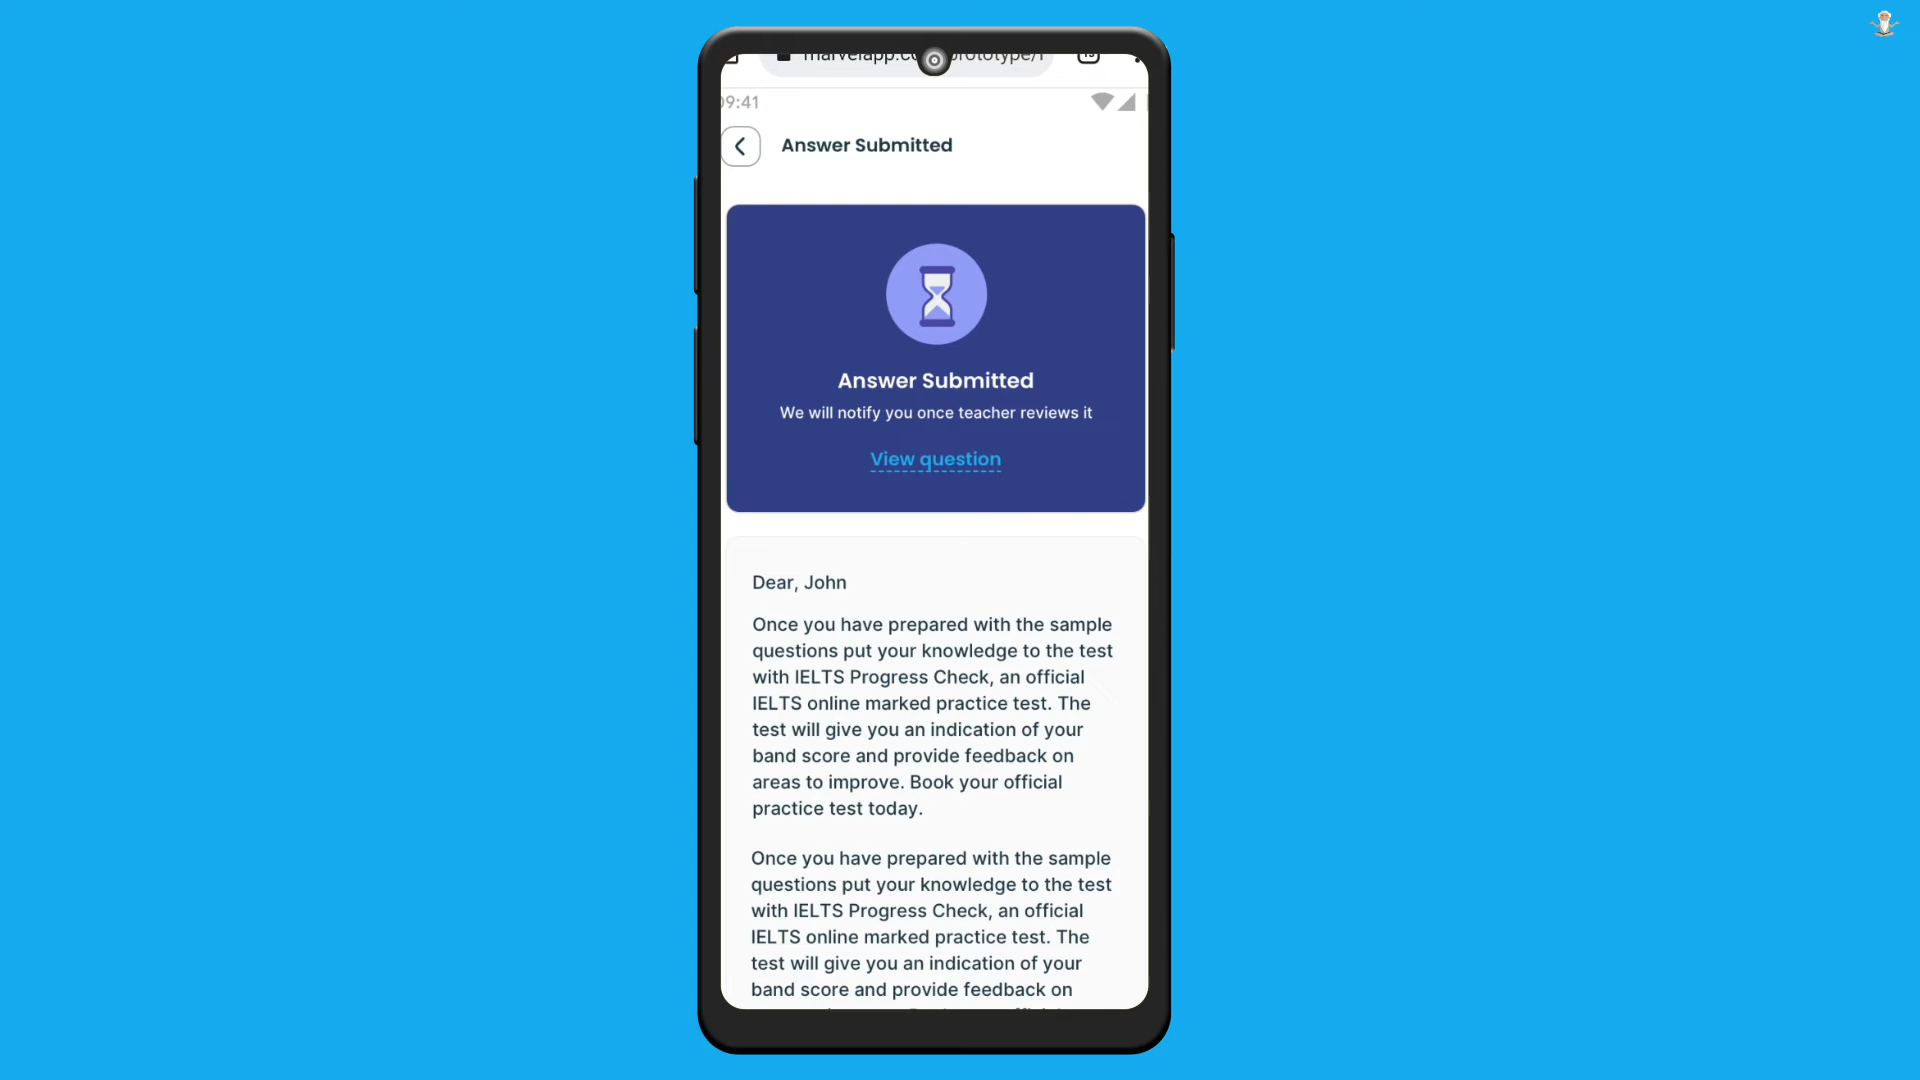 09:41
Answer Submitted
Answer Submitted
We will notify you once teacher reviews it
View question
Dear, John
Once you have prepared with the sample
questions put your knowledge to the test
with IELTS Progress Check, an official
IELTS online marked practice test. The
test will give you an indication of your
band score and provide feedback on
areas to improve. Book your official
practice test today.
Once you have prepared with the sample
questions put your knowledge to the test
with IELTS Progress Check, an official
IELTS online marked practice test. The
test will give you an indication of your
band score and provide feedback on